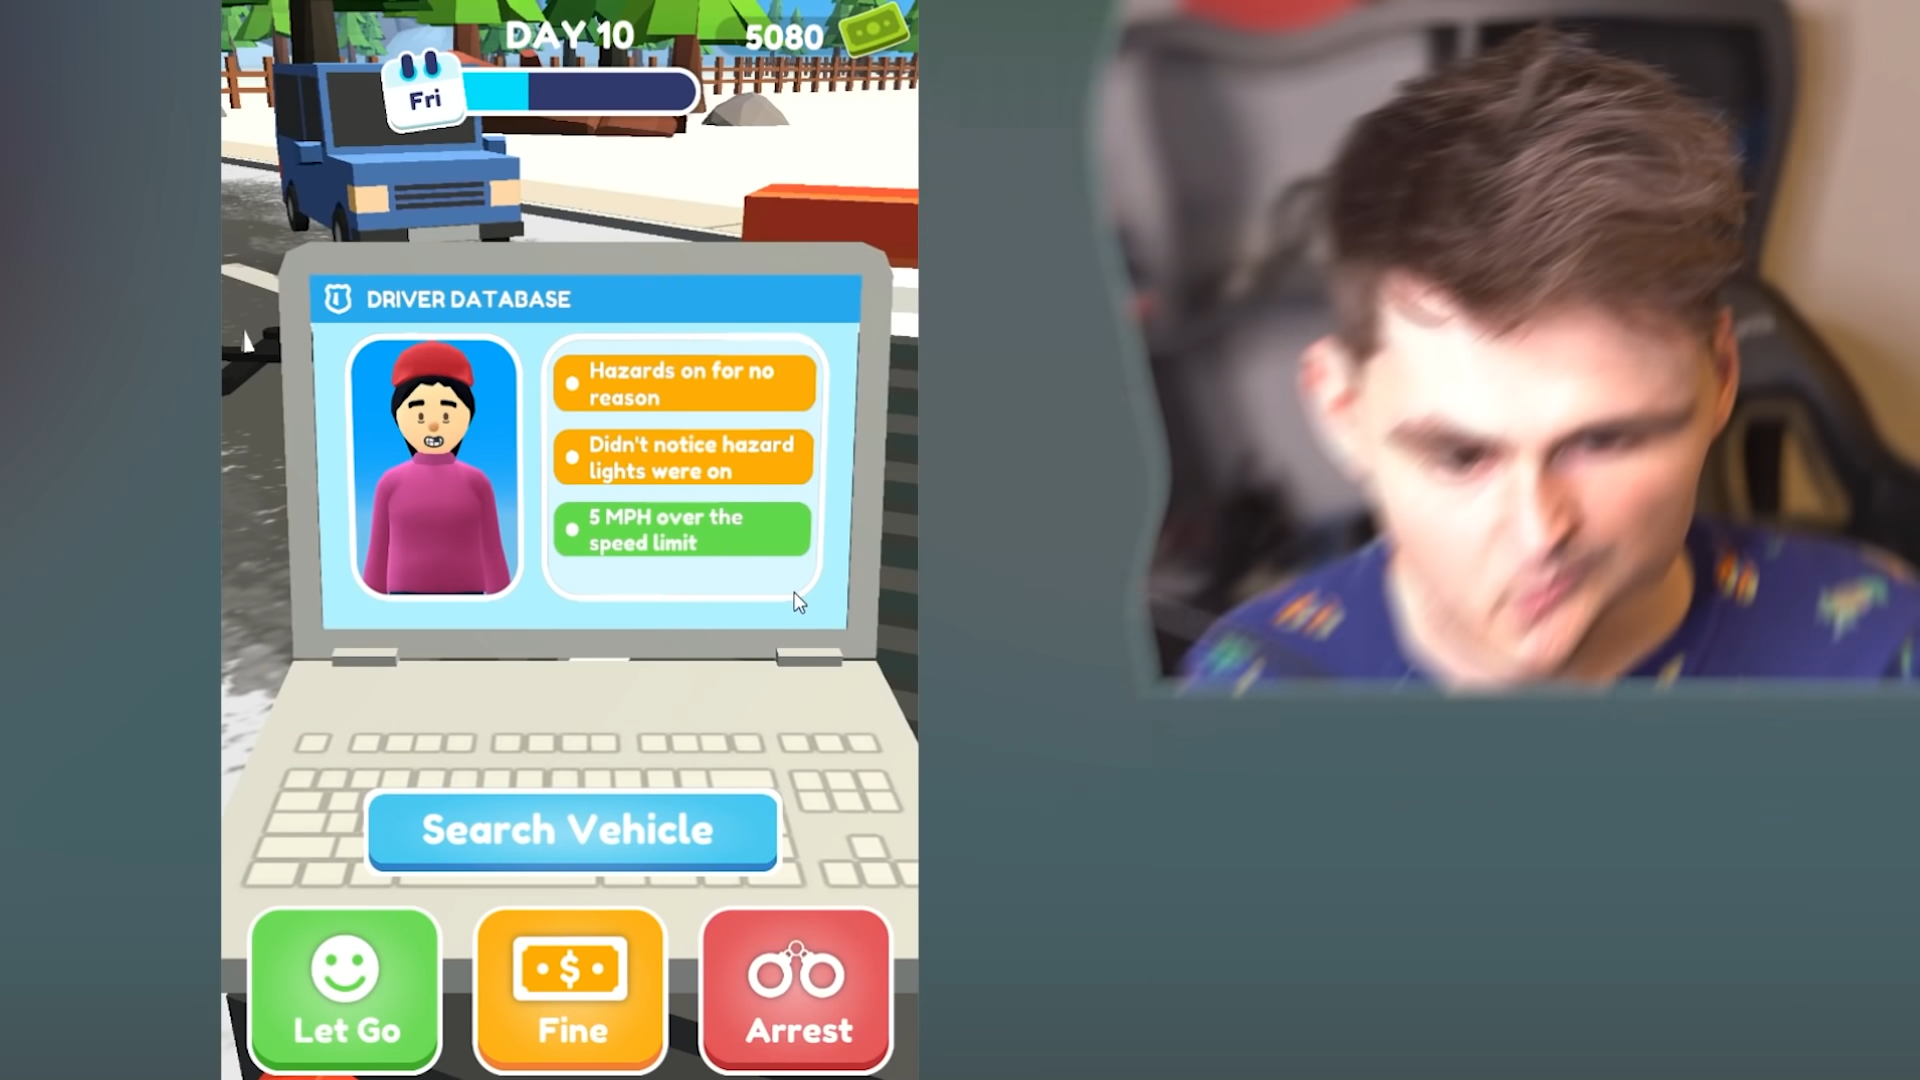 DAY 10
5080
Fri
DRIVER DATABASE
Hazards on for no
reason
Didn't notice hazard
lights were on
5 MPH over the
speed limit
Search Vehicle
Let Go
Fine
Arrest